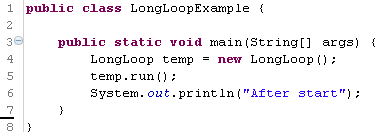 1 public class LongLoopExample {
2
3 public static void main(String[] args) {
4 LongLoop temp = new LongLoop();
5 temp.run();
6 System.out.println("After start");
7 }
8 }